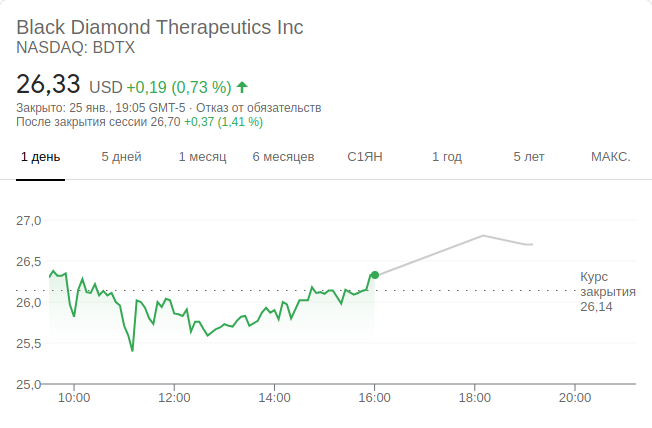 Black Diamond Therapeutics Inc
NASDAQ: BDTX
26,33 USD +0,19 (0,73 %)
Закрыто: 25 янв., 19:05 GMT-5 · Отказ от обязательств
После закрытия сессии 26,70 +0,37 (1,41 %)
1 день 5 дней 1 месяц 6 месяцев С1ЯН 1 год 5 лет МАКС.
27,0
26,5
26,0
25,5
25,0
Курс
закрытия
26,14
10:00 12:00 14:00 16:00 18:00 20:00